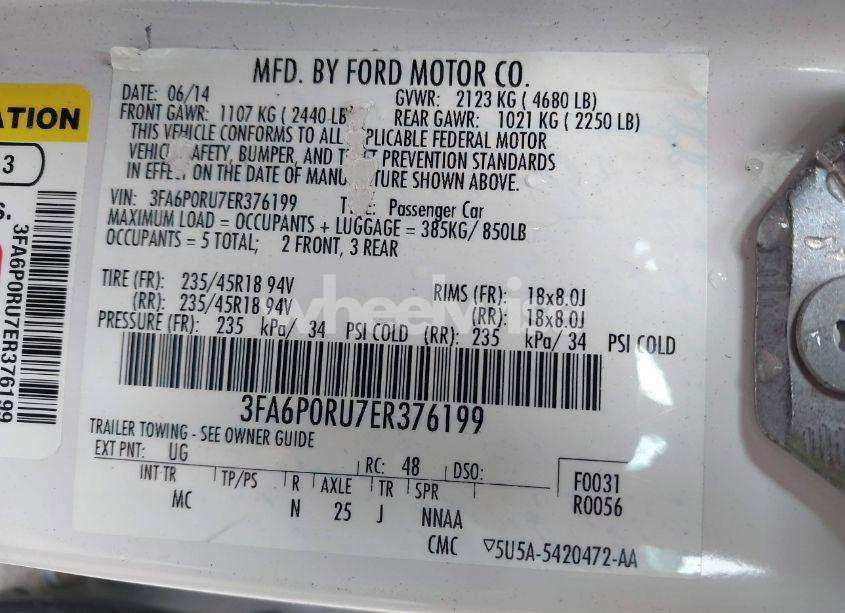 MFD. BY FORD MOTOR CO.
DATE: 06/14 GVWR: 2123 KG ( 4680 LB)
FRONT GAWR: 1107 KG ( 2440 LB) REAR GAWR: 1021 KG ( 2250 LB)
THIS VEHICLE CONFORMS TO ALL PLICABLE FEDERAL MOTOR
VEHIC AFETY, BUMPER, AND T T PREVENTION STANDARDS
IN EFFECT ON THE DATE OF MANU TURE SHOWN ABOVE.
VIN: 3FA6P0RU7ER376199 T E: Passenger Car
MAXIMUM LOAD = OCCUPANTS + LUGGAGE = 385KG/ 850LB
OCCUPANTS = 5 TOTAL; 2 FRONT, 3 REAR
TIRE (FR): 235/45R18 94V RIMS (FR): 18x8.0J
(RR): 235/45R18 94V (RR): 18x8.0J
PRESSURE (FR): 235 kPa/ 34 PSI COLD (RR): 235 kPa/ 34 PSI COLD
3FA6P0RU7ER376199
TRAILER TOWING - SEE OWNER GUIDE
EXT PNT: UG RC: 48 DSO:
INT TR TP/PS R AXLE TR SPR
MC N 25 J NNAA
F0031
R0056
CMC ▽5U5A-5420472-AA
ATION
3
S.
3FA6P0RU7ER376199